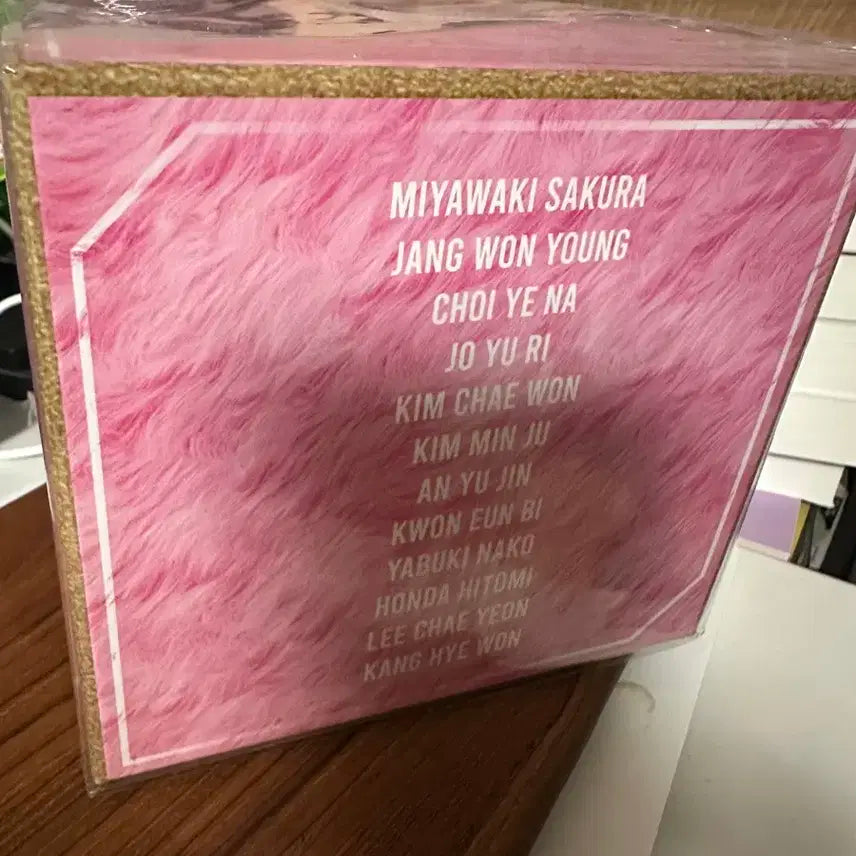 MIYAWAKI SAKURA
JANG WON YOUNG
CHOI YE NA
JO YU RI
KIM CHAE WON
KIM MIN JU
AN YU JIN
KWON EUN BI
YABUKI NAKO
HONDA HITOMI
LEE CHAE YEON
KANG HYE WON